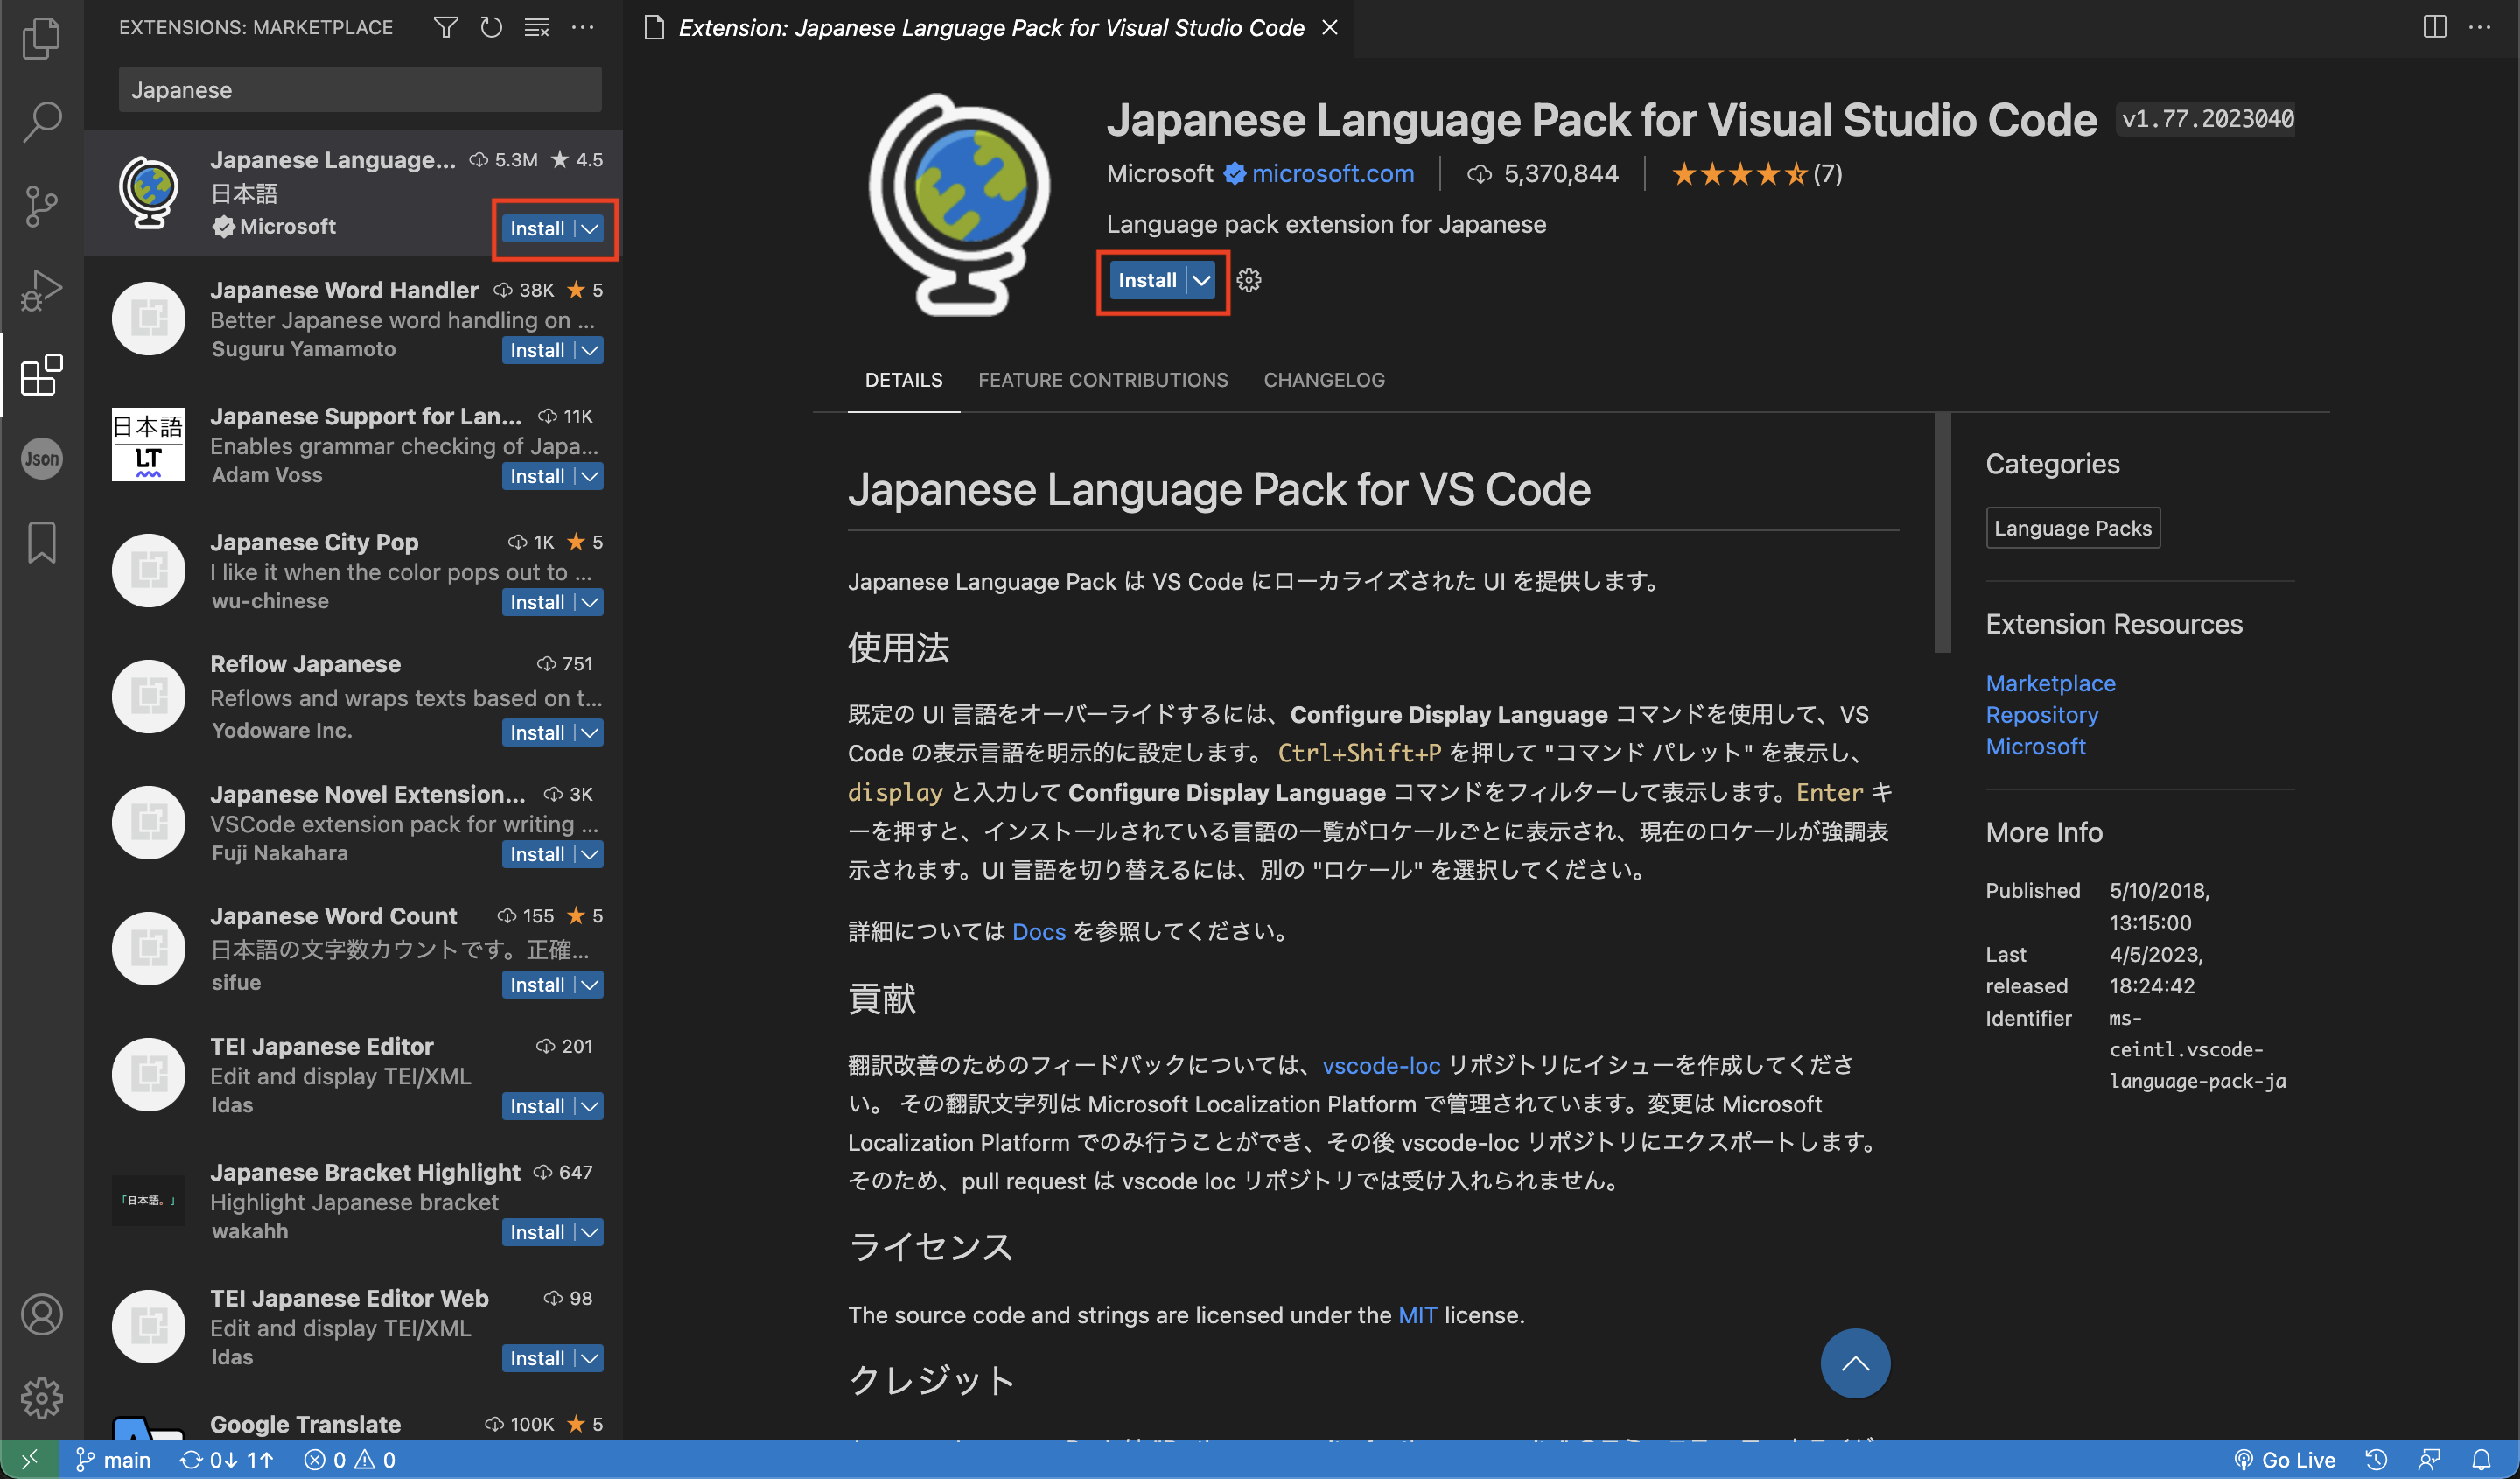 EXTENSIONS: MARKETPLACE
Japanese
Japanese Language... 5.3M 4.5
日本語
Microsoft
Install
Japanese Word Handler 38K 5
Better Japanese word handling on ...
Suguru Yamamoto
Install
日本語
LT
Japanese Support for Lan... 11K
Enables grammar checking of Japa...
Adam Voss
Install
Japanese City Pop 1K 5
I like it when the color pops out to ...
wu-chinese
Install
Reflow Japanese 751
Reflows and wraps texts based on t...
Yodoware Inc.
Install
Japanese Novel Extension... 3K
VSCode extension pack for writing ...
Fuji Nakahara
Install
Japanese Word Count 155 5
日本語の文字数カウントです。正確...
sifue
Install
TEI Japanese Editor 201
Edit and display TEI/XML
ldas
Install
「日本語。」
Japanese Bracket Highlight 647
Highlight Japanese bracket
wakahh
Install
TEI Japanese Editor Web 98
Edit and display TEI/XML
ldas
Install
Google Translate 100K 5
Json
Extension: Japanese Language Pack for Visual Studio Code
Japanese Language Pack for Visual Studio Code v1.77.2023040
Microsoft microsoft.com 5,370,844 (7)
Language pack extension for Japanese
Install
DETAILS FEATURE CONTRIBUTIONS CHANGELOG
Japanese Language Pack for VS Code
Japanese Language Pack は VS Code にローカライズされた UI を提供します。
使用法
既定の UI 言語をオーバーライドするには、Configure Display Language コマンドを使用して、VS
Code の表示言語を明示的に設定します。 Ctrl+Shift+P を押して "コマンド パレット" を表示し、
display と入力して Configure Display Language コマンドをフィルターして表示します。Enter キ
ーを押すと、インストールされている言語の一覧がロケールごとに表示され、現在のロケールが強調表
示されます。UI 言語を切り替えるには、別の "ロケール" を選択してください。
詳細については Docs を参照してください。
貢献
翻訳改善のためのフィードバックについては、vscode-loc リポジトリにイシューを作成してくださ
い。 その翻訳文字列は Microsoft Localization Platform で管理されています。変更は Microsoft
Localization Platform でのみ行うことができ、その後 vscode-loc リポジトリにエクスポートします。
そのため、pull request は vscode loc リポジトリでは受け入れられません。
ライセンス
The source code and strings are licensed under the MIT license.
クレジット
Categories
Language Packs
Extension Resources
Marketplace
Repository
Microsoft
More Info
Published 5/10/2018,
13:15:00
Last 4/5/2023,
released 18:24:42
Identifier ms-
ceintl.vscode-
language-pack-ja
main 0↓ 1↑ 0 0
Go Live